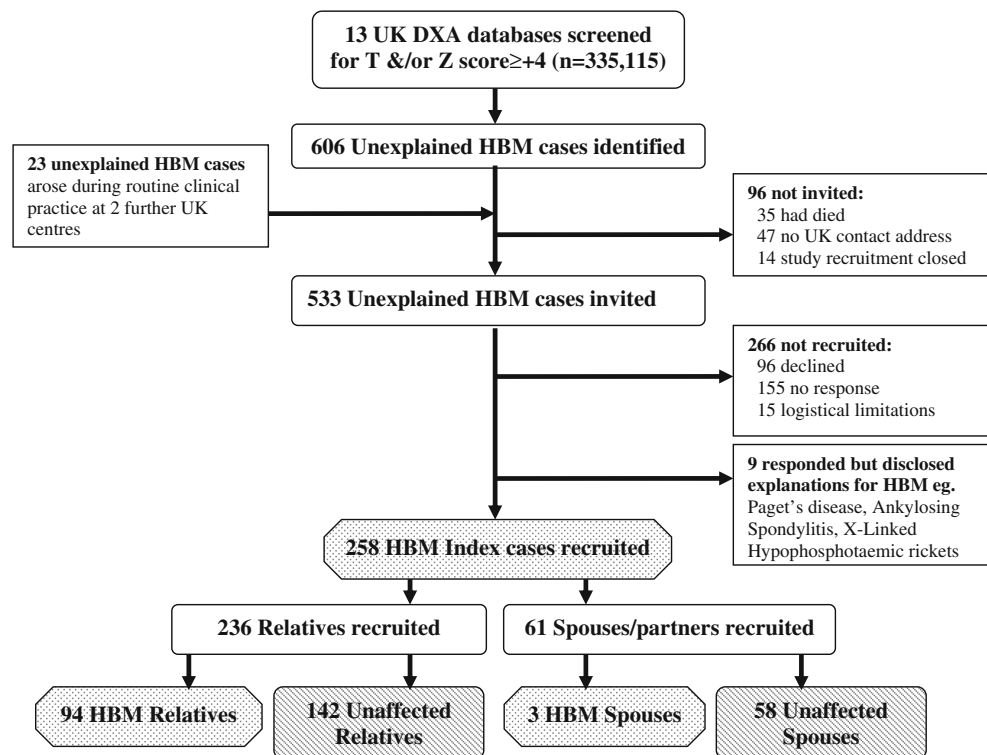 13 UK DXA databases screened
for T &/or Z score≥+4 (n=335,115)
606 Unexplained HBM cases identified
23 unexplained HBM cases
arose during routine clinical
practice at 2 further UK
centres
96 not invited:
35 had died
47 no UK contact address
14 study recruitment closed
533 Unexplained HBM cases invited
266 not recruited:
96 declined
155 no response
15 logistical limitations
9 responded but disclosed
explanations for HBM eg.
Paget's disease, Ankylosing
Spondylitis, X-Linked
Hypophosphotaemic rickets
258 HBM Index cases recruited
236 Relatives recruited
61 Spouses/partners recruited
94 HBM Relatives
142 Unaffected
Relatives
3 HBM Spouses
58 Unaffected
Spouses